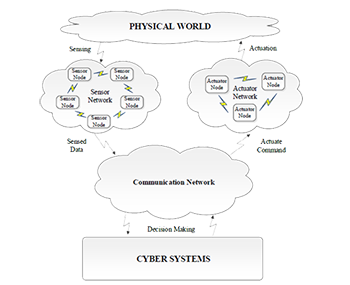 PHYSICAL WORLD
Sensing
Actuation
Sensor
Node
Sensor
Node
Sensor
Node
Sensor
Network
Sensor
Node
Sensor
Node
Actuator
Node
Actuator
Node
Actuator
Network
Actuator
Node
Sensed
Data
Actuate
Command
Communication Network
Decision Making
CYBER SYSTEMS